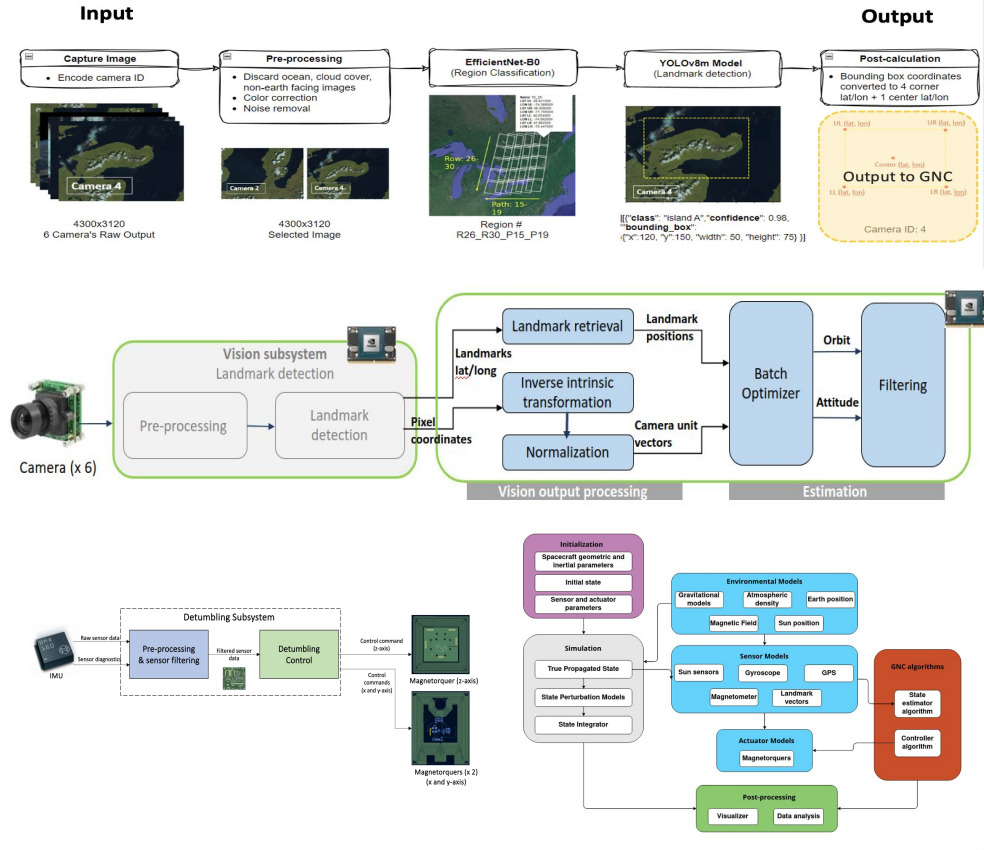 Input
Output
Capture Image
• Encode camera ID
Pre-processing
• Discard ocean, cloud cover,
non-earth facing images
• Color correction
• Noise removal
EfficientNet-B0
(Region Classification)
YOLOv8m Model
(Landmark detection)
Post-calculation
• Bounding box coordinates
converted to 4 corner
lat/lon + 1 center lat/lon
Camera 4
4300x3120
6 Camera's Raw Output
Camera 2
Camera 4
4300x3120
Selected Image
Row: 26-
30
Path: 15-
19
Region #
R26_R30_P15_P19
Camera 4
[[{"class": "island A","confidence": 0.98,
"bounding_box":
{"x":120, "y":150, "width": 50, "height": 75} }]
UL (lat, lon)
UR (lat, lon)
Center (lat, lon)
Output to GNC
LL (lat, lon)
LR (lat, lon)
Camera ID: 4
Camera (x 6)
Vision subsystem
Landmark detection
Pre-processing
Landmark
detection
Landmarks
lat/long
Pixel
coordinates
Landmark retrieval
Inverse intrinsic
transformation
Normalization
Landmark
positions
Camera unit
vectors
Batch
Optimizer
Orbit
Attitude
Filtering
Vision output processing
Estimation
Detumbling Subsystem
IMU
Raw sensor data
Sensor diagnostics
Pre-processing
& sensor filtering
Filtered sensor
data
Detumbling
Control
Control command
(z-axis)
Control
commands
(x and y-axis)
Magnetorquer (z-axis)
Magnetorquers (x 2)
(x and y-axis)
Initialization
Spacecraft geometric and
inertial parameters
Initial state
Sensor and actuator
parameters
Simulation
True Propagated State
State Perturbation Models
State Integrator
Environmental Models
Gravitational
models
Atmospheric
density
Earth position
Magnetic Field
Sun position
Sensor Models
Sun sensors
Gyroscope
GPS
Magnetometer
Landmark
vectors
Actuator Models
Magnetorquers
GNC algorithms
State
estimator
algorithm
Controller
algorithm
Post-processing
Visualizer
Data analysis